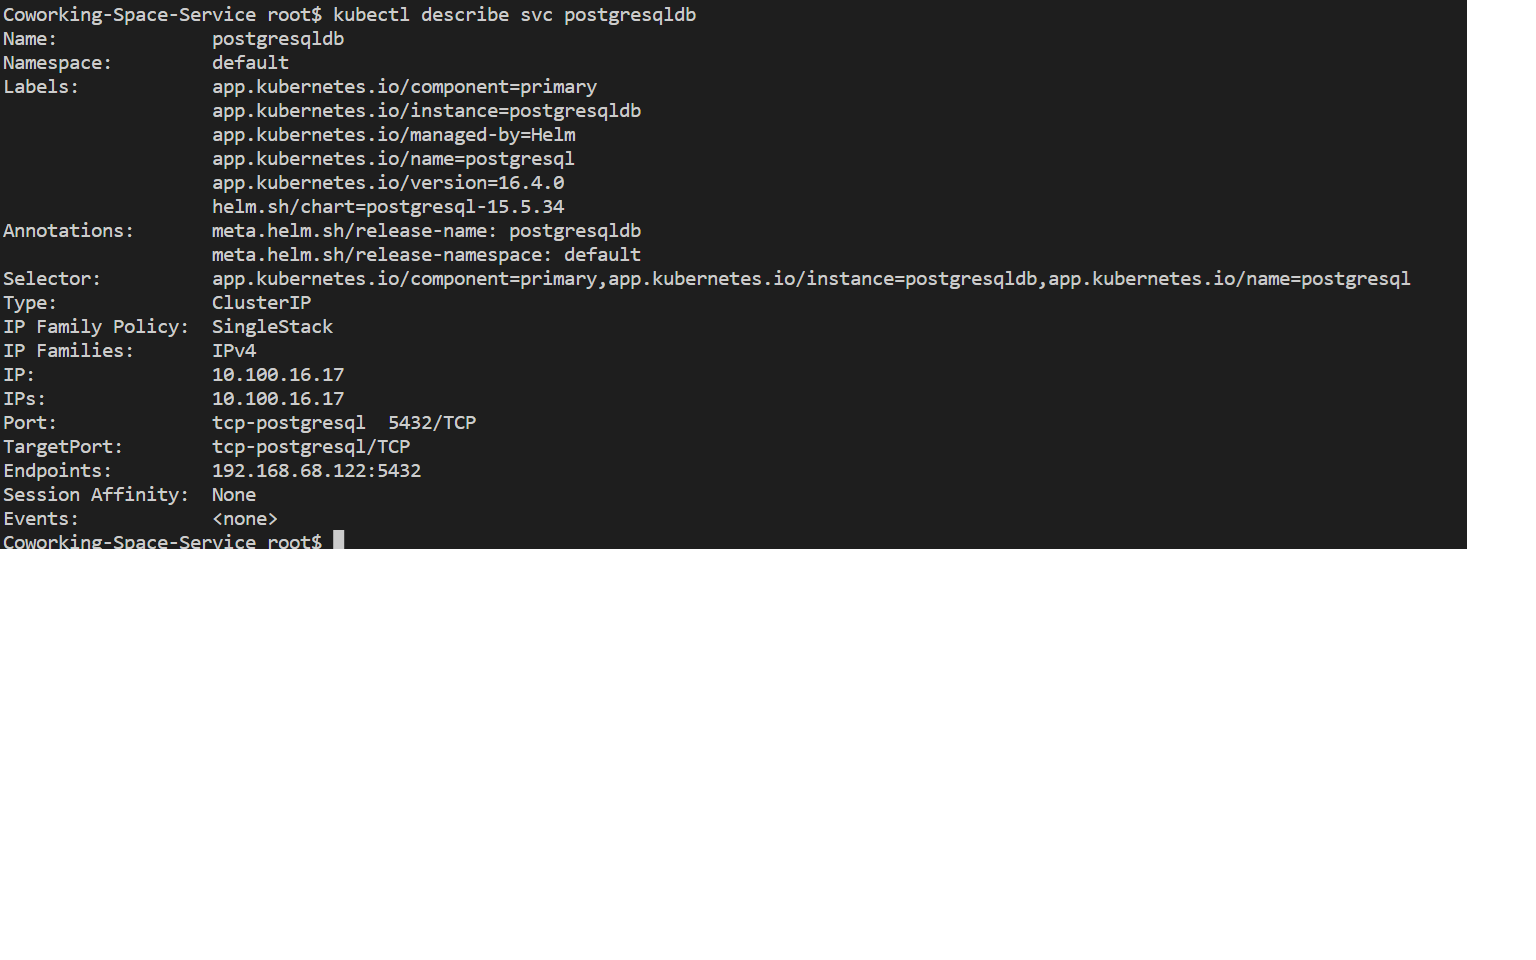 Coworking-Space-Service root$ kubectl describe svc postgresqldb
Name:              postgresqldb
Namespace:         default
Labels:            app.kubernetes.io/component=primary
                   app.kubernetes.io/instance=postgresqldb
                   app.kubernetes.io/managed-by=Helm
                   app.kubernetes.io/name=postgresql
                   app.kubernetes.io/version=16.4.0
                   helm.sh/chart=postgresql-15.5.34
Annotations:       meta.helm.sh/release-name: postgresqldb
                   meta.helm.sh/release-namespace: default
Selector:          app.kubernetes.io/component=primary,app.kubernetes.io/instance=postgresqldb,app.kubernetes.io/name=postgresql
Type:              ClusterIP
IP Family Policy:  SingleStack
IP Families:       IPv4
IP:                10.100.16.17
IPs:               10.100.16.17
Port:              tcp-postgresql  5432/TCP
TargetPort:        tcp-postgresql/TCP
Endpoints:         192.168.68.122:5432
Session Affinity:  None
Events:            <none>
Coworking-Space-Service root$